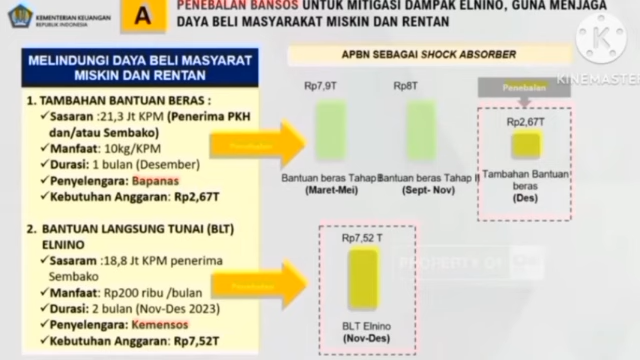 KEMENTERIAN KEUANGAN
REPUBLIK INDONESIA
A
PENEBALAN BANSOS UNTUK MITIGASI DAMPAK ELNINO, GUNA MENJAGA
DAYA BELI MASYARAKAT MISKIN DAN RENTAN
KINEMASTER
MELINDUNGI DAYA BELI MASYARAT
MISKIN DAN RENTAN
1. TAMBAHAN BANTUAN BERAS :
✓Sasaran :21,3 Jt KPM (Penerima PKH
dan/atau Sembako)
✓Manfaat: 10kg/KPM
✓Durasi: 1 bulan (Desember)
✓Penyelengara: Bapanas
✓Kebutuhan Anggaran: Rp2,67T
2. BANTUAN LANGSUNG TUNAI (BLT)
ELNINO
✓Sasaram : 18,8 Jt KPM penerima
Sembako
✓Manfaat : Rp200 ribu /bulan
✓Durasi: 2 bulan (Nov-Des 2023)
✓Penyelengara: Kemensos
✓Kebutuhan Anggaran: Rp7,52T
Penebalan
Penebalan
APBN SEBAGAI SHOCK ABSORBER
Rp7,9T
Rp8T
Penebalan
Rp2,67T
Bantuan beras Tahap I
(Maret-Mei)
Bantuan beras Tahap II
(Sept- Nov)
Tambahan Bantuan
beras
(Des)
Rp7,52 T
BLT Elnino
(Nov-Des)
PROPERTY OF